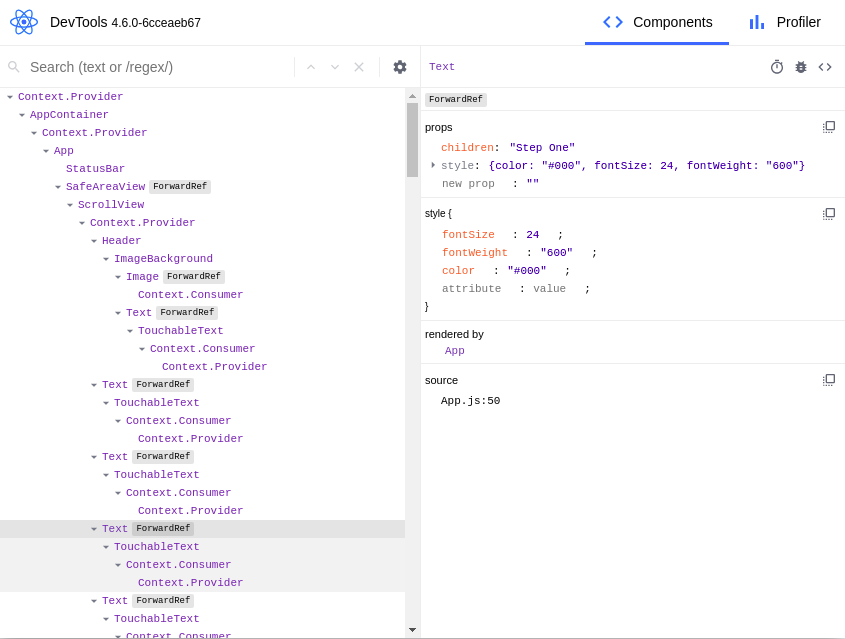 DevTools 4.6.0-6cceaeb67
Components
Profiler
Search (text or /regex/)
Context.Provider
AppContainer
Context.Provider
App
StatusBar
SafeAreaView ForwardRef
ScrollView
Context.Provider
Header
ImageBackground
Image ForwardRef
Context.Consumer
Text ForwardRef
TouchableText
Context.Consumer
Context.Provider
Text ForwardRef
TouchableText
Context.Consumer
Context.Provider
Text ForwardRef
TouchableText
Context.Consumer
Context.Provider
Text ForwardRef
TouchableText
Context.Consumer
Context.Provider
Text ForwardRef
TouchableText
Context.Consumer
Text
ForwardRef
props
children: "Step One"
style: {color: "#000", fontSize: 24, fontWeight: "600"}
new prop : ""
style {
fontSize : 24 ;
fontWeight : "600" ;
color : "#000" ;
attribute : value ;
}
rendered by
App
source
App.js:50